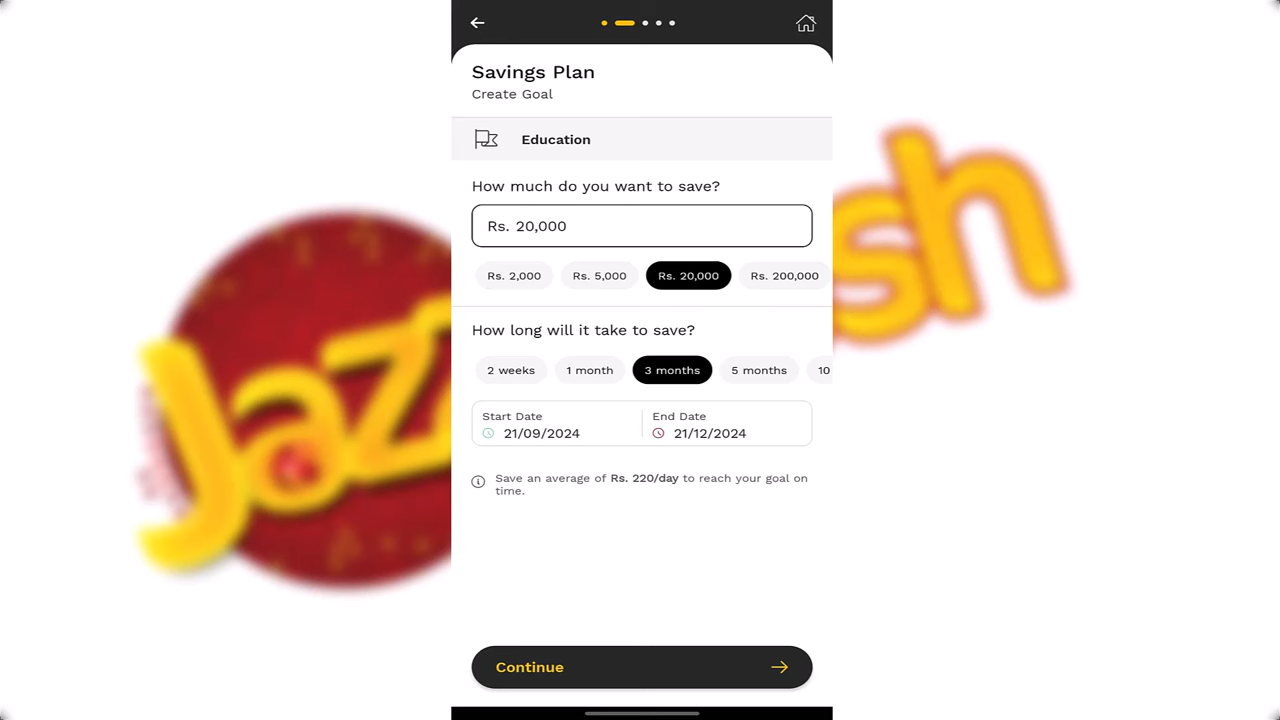 Savings Plan
Create Goal
Education
How much do you want to save?
Rs. 20,000
Rs. 2,000 Rs. 5,000 Rs. 20,000 Rs. 200,000
How long will it take to save?
2 weeks 1 month 3 months 5 months 10
Start Date End Date
21/09/2024 21/12/2024
Save an average of Rs. 220/day to reach your goal on
time.
Continue
Jaz
sh